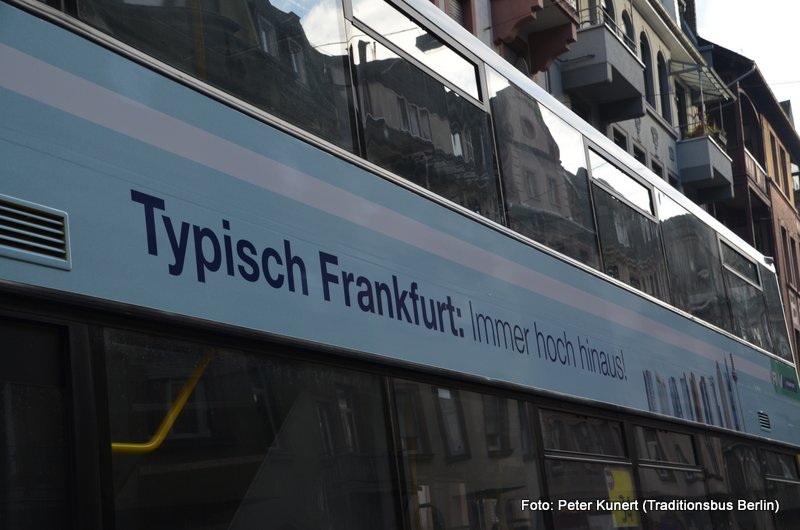 Typisch Frankfurt: Immer hoch hinaus!
Foto: Peter Kunert (Traditionsbus Berlin)